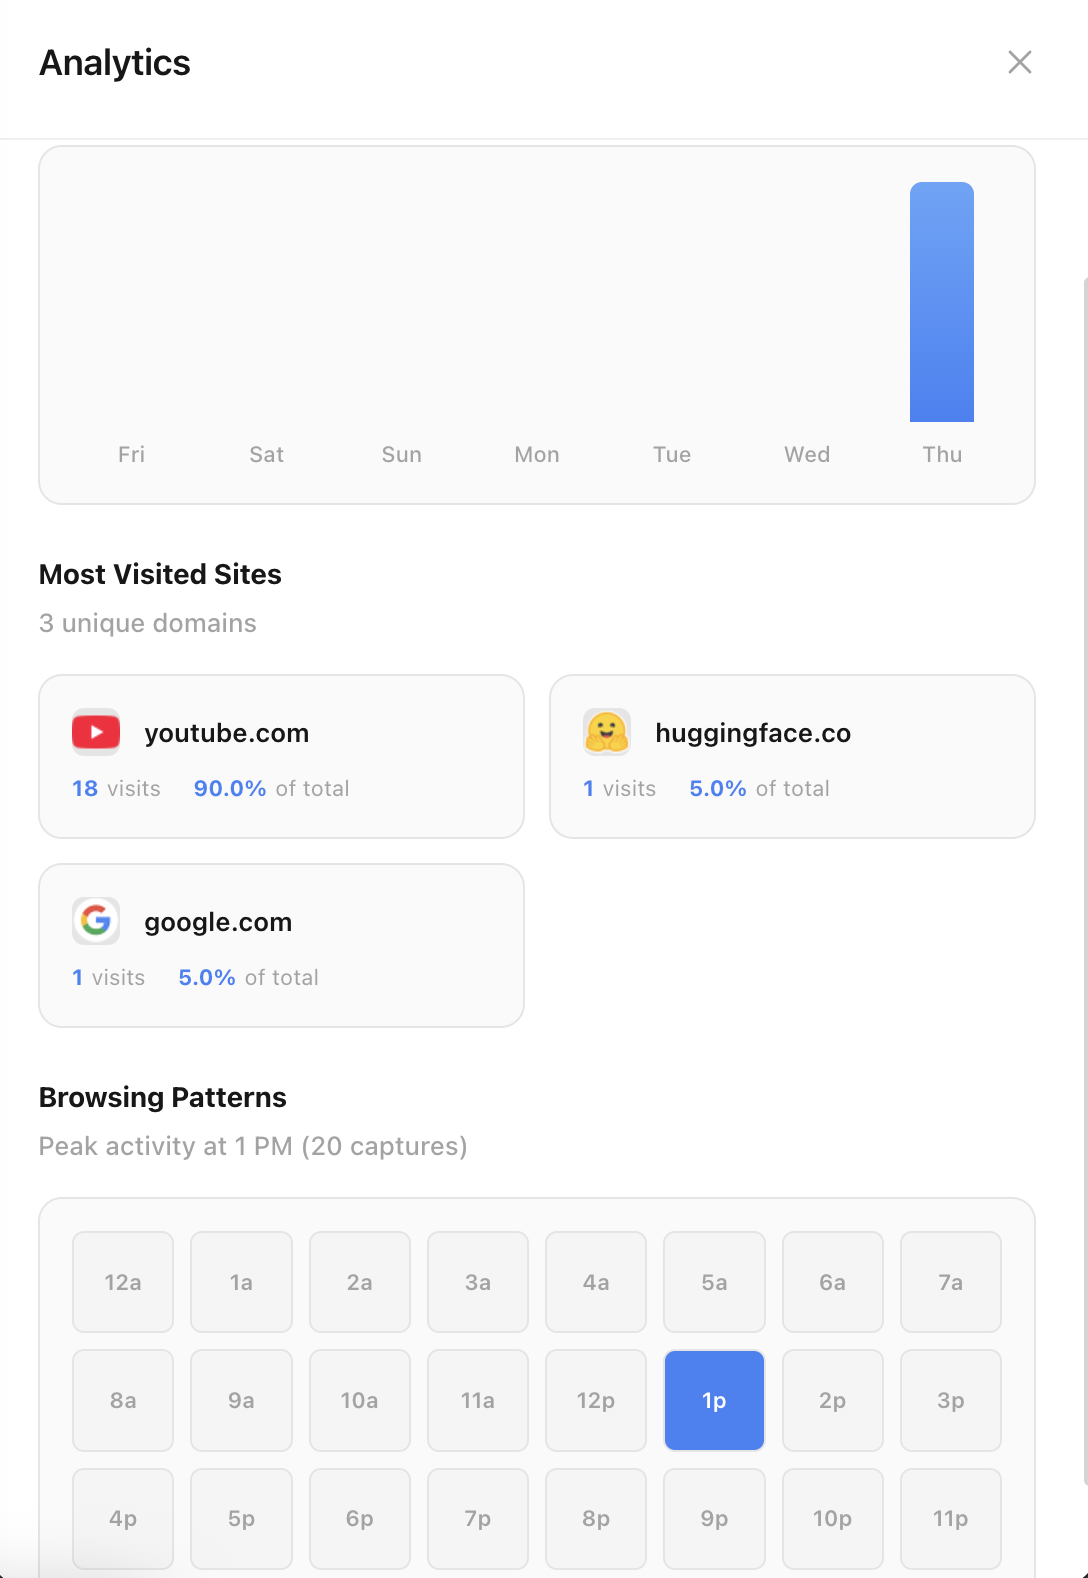 Analytics
Fri Sat Sun Mon Tue Wed Thu
Most Visited Sites
3 unique domains
youtube.com
18 visits 90.0% of total
huggingface.co
1 visits 5.0% of total
google.com
1 visits 5.0% of total
Browsing Patterns
Peak activity at 1 PM (20 captures)
12a 1a 2a 3a 4a 5a 6a 7a
8a 9a 10a 11a 12p 1p 2p 3p
4p 5p 6p 7p 8p 9p 10p 11p